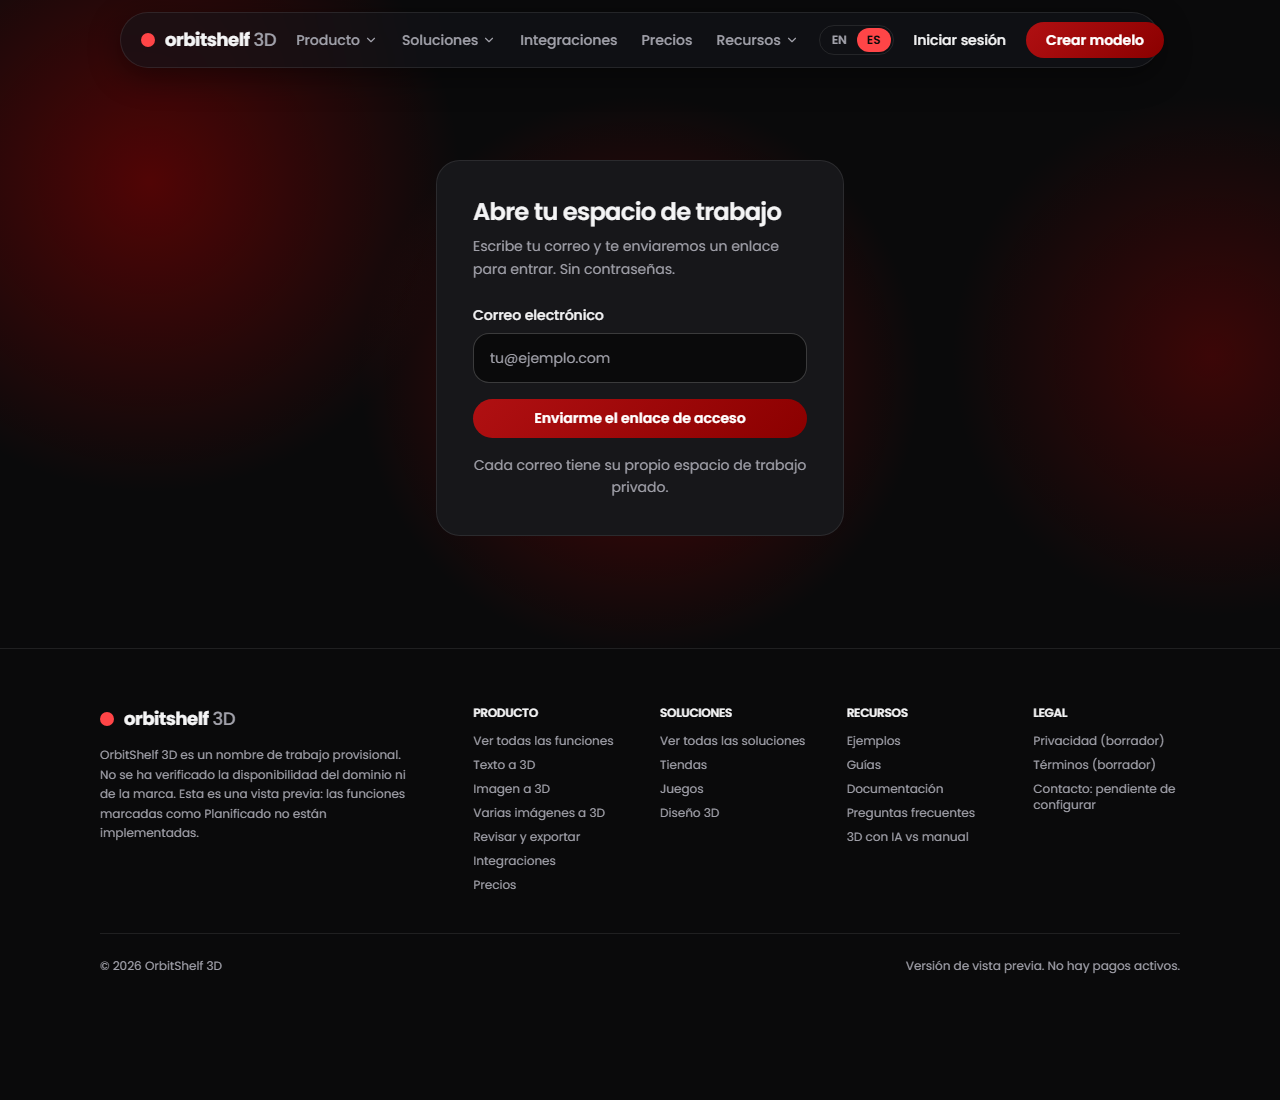 orbitshelf 3D Producto Soluciones Integraciones Precios Recursos EN ES Iniciar sesión Crear modelo
Abre tu espacio de trabajo
Escribe tu correo y te enviaremos un enlace
para entrar. Sin contraseñas.
Correo electrónico
tu@ejemplo.com
Enviarme el enlace de acceso
Cada correo tiene su propio espacio de trabajo
privado.
orbitshelf 3D
OrbitShelf 3D es un nombre de trabajo provisional.
No se ha verificado la disponibilidad del dominio ni
de la marca. Esta es una vista previa: las funciones
marcadas como Planificado no están
implementadas.
PRODUCTO
Ver todas las funciones
Texto a 3D
Imagen a 3D
Varias imágenes a 3D
Revisar y exportar
Integraciones
Precios
SOLUCIONES
Ver todas las soluciones
Tiendas
Juegos
Diseño 3D
RECURSOS
Ejemplos
Guías
Documentación
Preguntas frecuentes
3D con IA vs manual
LEGAL
Privacidad (borrador)
Términos (borrador)
Contacto: pendiente de
configurar
© 2026 OrbitShelf 3D
Versión de vista previa. No hay pagos activos.